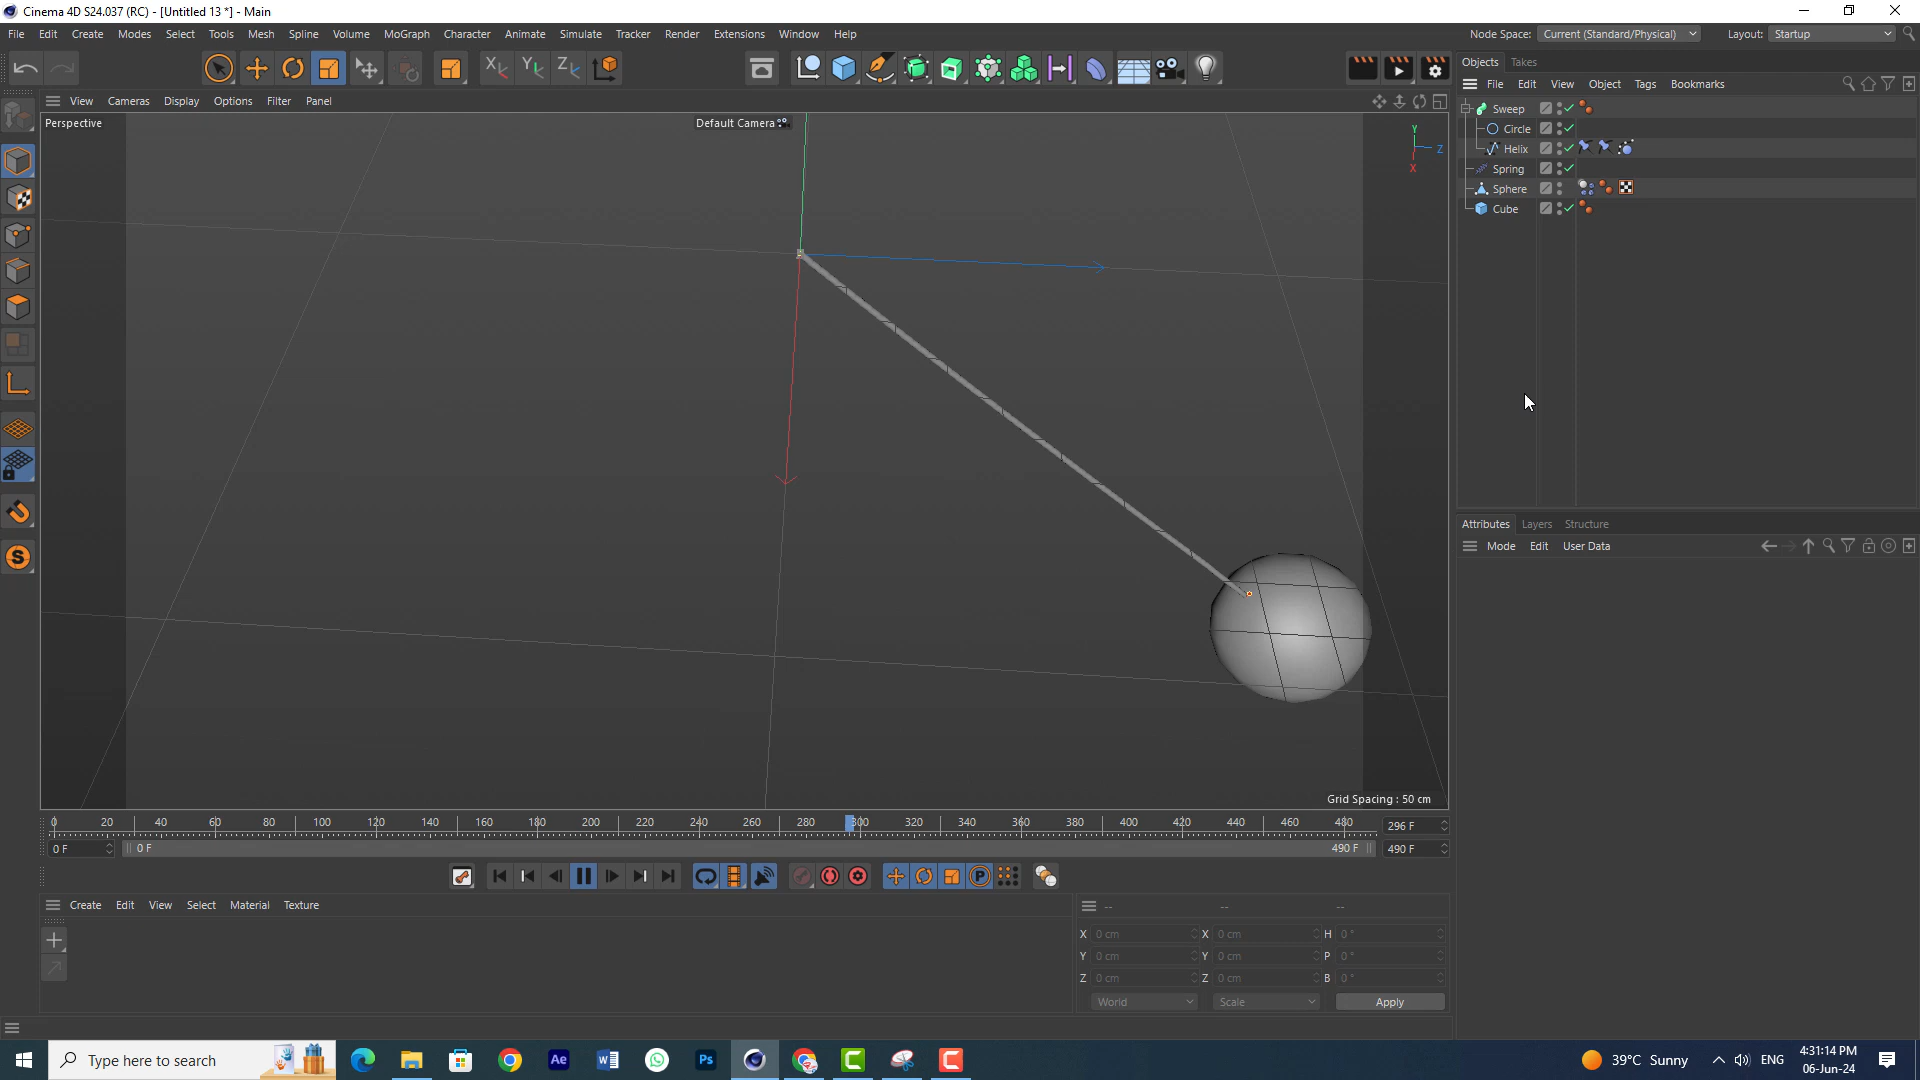 Cinema 4D S24.037 (RC) - [Untitled 13 *] - Main
File Edit Create Modes Select Tools Mesh Spline Volume MoGraph Character Animate Simulate Tracker Render Extensions Window Help
Node Space: Current (Standard/Physical) Layout: Startup
Objects Takes
File Edit View Object Tags Bookmarks
View Cameras Display Options Filter Panel
Perspective
Default Camera
Y
Z
X
Sweep
Circle
Helix
Spring
Sphere
Cube
Attributes Layers Structure
Mode Edit User Data
Grid Spacing : 50 cm
0 20 40 60 80 100 120 140 160 180 200 220 240 260 280 300 320 340 360 380 400 420 440 460 480
296 F
0 F 0 F 490 F 490 F
Create Edit View Select Material Texture
-- -- --
X 0 cm X 0 cm H 0 °
Y 0 cm Y 0 cm P 0 °
Z 0 cm Z 0 cm B 0 °
World Scale Apply
Type here to search
Ae
Ps
39°C Sunny
ENG
4:31:14 PM
06-Jun-24